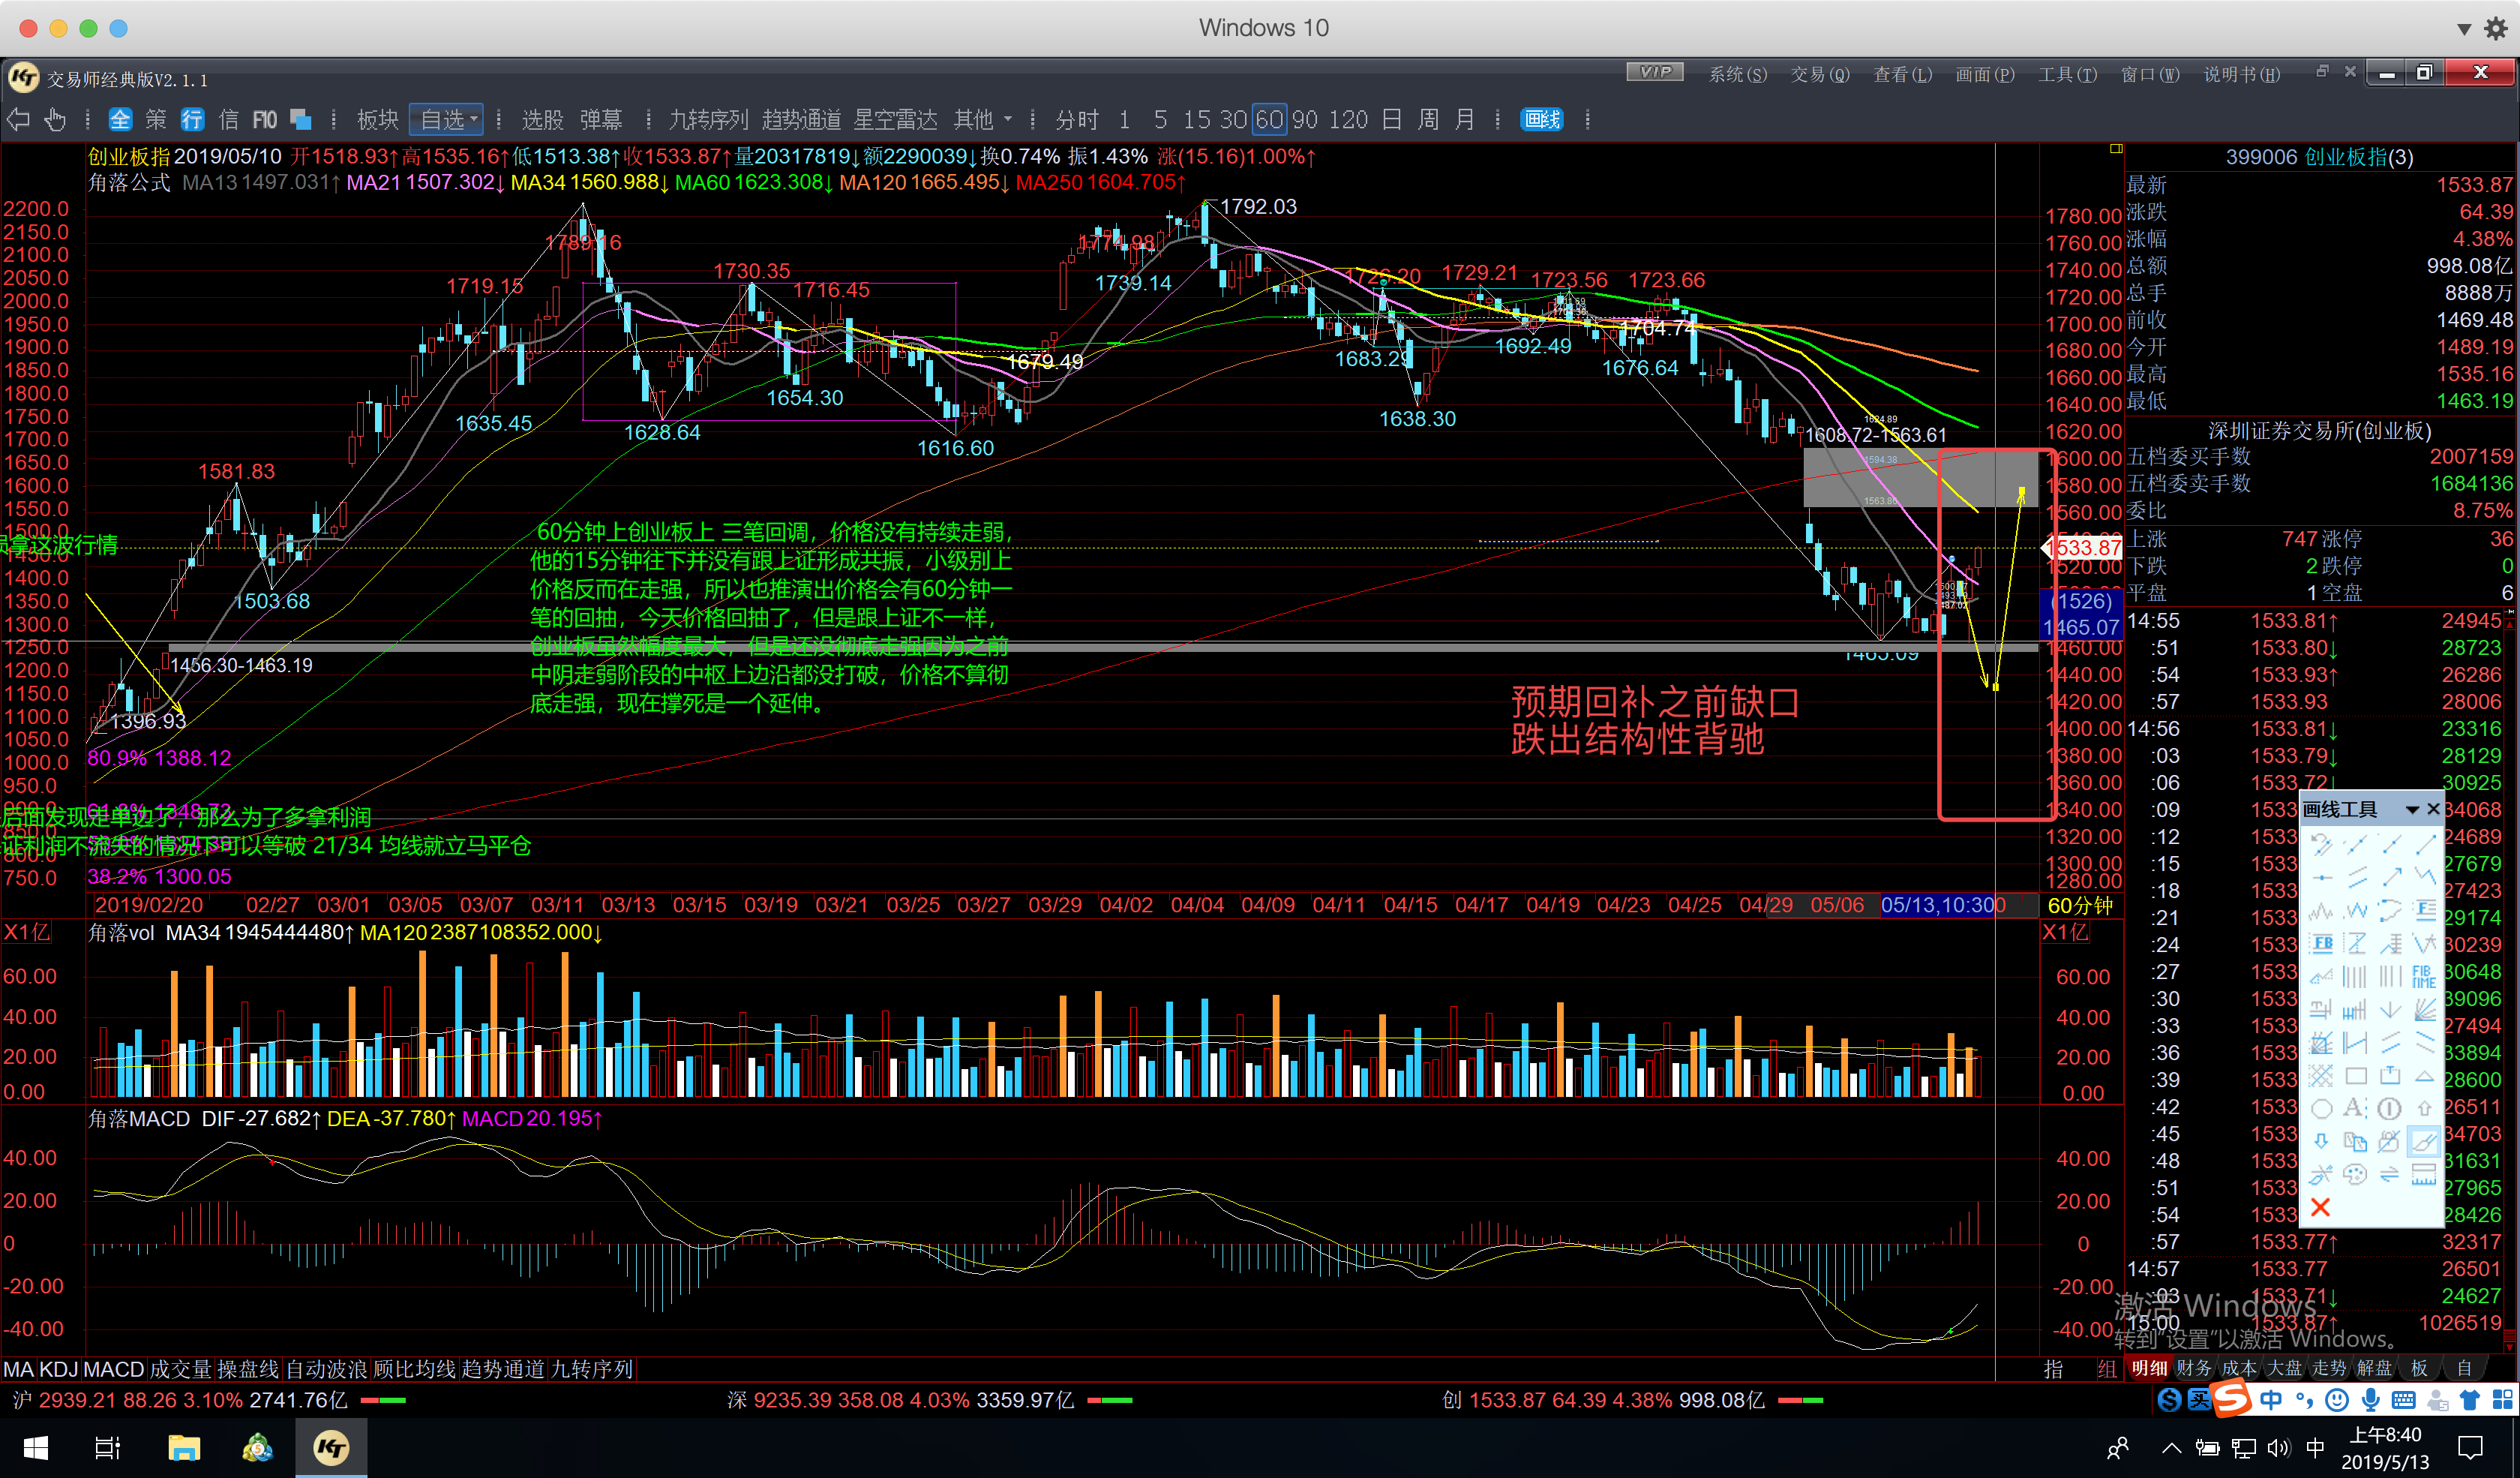 Windows 10
交易师经典版V2.1.1
VIP 系统(S) 交易(Q) 查看(L) 画面(P) 工具(T) 窗口(W) 说明书(H)
全 策 行 信 F10 板块 自选 选股 弹幕 九转序列 趋势通道 星空雷达 其他 分时 1 5 15 30 60 90 120 日 周 月 画线
创业板指 2019/05/10 开1518.93↑高1535.16↑低1513.38↑收1533.87↑量20317819↓额2290039↓换0.74% 振1.43% 涨(15.16)1.00%↑
角落公式 MA13 1497.031↑ MA21 1507.302↓ MA34 1560.988↓ MA60 1623.308↓ MA120 1665.495↓ MA250 1604.705↑
2200.0
2150.0
2100.0
2050.0
2000.0
1950.0
1900.0
1850.0
1800.0
1750.0
1700.0
1650.0
1600.0
1550.0
1500.0
1450.0
1400.0
1350.0
1300.0
1250.0
1200.0
1150.0
1100.0
1050.0
1000.0
950.0
750.0
1792.03
1789.16
1774.98
1730.35
1719.15
1716.45
1739.14
1726.20
1729.21
1723.56
1723.66
1704.74
1679.49
1683.29
1692.49
1676.64
1654.30
1635.45
1628.64
1638.30
1616.60
1624.89
1608.72-1563.61
1594.38
1563.86
1581.83
1503.68
1456.30-1463.19
1396.93
1465.09
拿这波行情
60分钟上创业板上 三笔回调，价格没有持续走弱，
他的15分钟往下并没有跟上证形成共振，小级别上
价格反而在走强，所以也推演出价格会有60分钟一
笔的回抽，今天价格回抽了，但是跟上证不一样，
创业板虽然幅度最大，但是还没彻底走强因为之前
中阴走弱阶段的中枢上边沿都没打破，价格不算彻
底走强，现在撑死是一个延伸。
预期回补之前缺口
跌出结构性背驰
80.9% 1388.12
61.8% 1348.72
后面发现走单边了，那么为了多拿利润
证利润不流失的情况下可以等破 21/34 均线就立马平仓
38.2% 1300.05
1780.00
1760.00
1740.00
1720.00
1700.00
1680.00
1660.00
1640.00
1620.00
1600.00
1580.00
1560.00
1533.87
1520.00
(1526)
1465.07
1460.00
1440.00
1420.00
1400.00
1380.00
1360.00
1340.00
1320.00
1300.00
1280.00
2019/02/20 02/27 03/01 03/05 03/07 03/11 03/13 03/15 03/19 03/21 03/25 03/27 03/29 04/02 04/04 04/09 04/11 04/15 04/17 04/19 04/23 04/25 04/29 05/06 05/13,10:30 60分钟
X1亿 角落vol MA34 1945444480↑ MA120 2387108352.000↓ X1亿
60.00 60.00
40.00 40.00
20.00 20.00
0.00 0.00
角落MACD DIF -27.682↑ DEA -37.780↑ MACD 20.195↑
40.00 40.00
20.00 20.00
0 0
-20.00 -20.00
-40.00 -40.00
MA KDJ MACD 成交量 操盘线 自动波浪 顾比均线 趋势通道 九转序列 指 组
399006 创业板指(3)
最新 1533.87
涨跌 64.39
涨幅 4.38%
总额 998.08亿
总手 8888万
前收 1469.48
今开 1489.19
最高 1535.16
最低 1463.19
深圳证券交易所(创业板)
五档委买手数 2007159
五档委卖手数 1684136
委比 8.75%
上涨 747 涨停 36
下跌 2 跌停 0
平盘 1 空盘 6
14:55 1533.81↑ 24945
:51 1533.80↓ 28723
:54 1533.93↑ 26286
:57 1533.93 28006
14:56 1533.81↓ 23316
:03 1533.79↓ 28129
:06 1533.72↓ 30925
:09 1533 34068
:12 1533 24689
:15 1533 27679
:18 1533 27423
:21 1533 29174
:24 1533 30239
:27 1533 30648
:30 1533 39096
:33 1533 27494
:36 1533 33894
:39 1533 28600
:42 1533 26511
:45 1533 34703
:48 1533 31631
:51 1533 27965
:54 1533 28426
:57 1533.77↑ 32317
14:57 1533.77 26501
:03 1533.71↓ 24627
15:00 1533.87↑ 1026519
画线工具
FB
FIB TIME
激活 Windows
转到"设置"以激活 Windows。
明细 财务 成本 大盘 走势 解盘 板 自
沪 2939.21 88.26 3.10% 2741.76亿 深 9235.39 358.08 4.03% 3359.97亿 创 1533.87 64.39 4.38% 998.08亿
中
中
上午8:40
2019/5/13